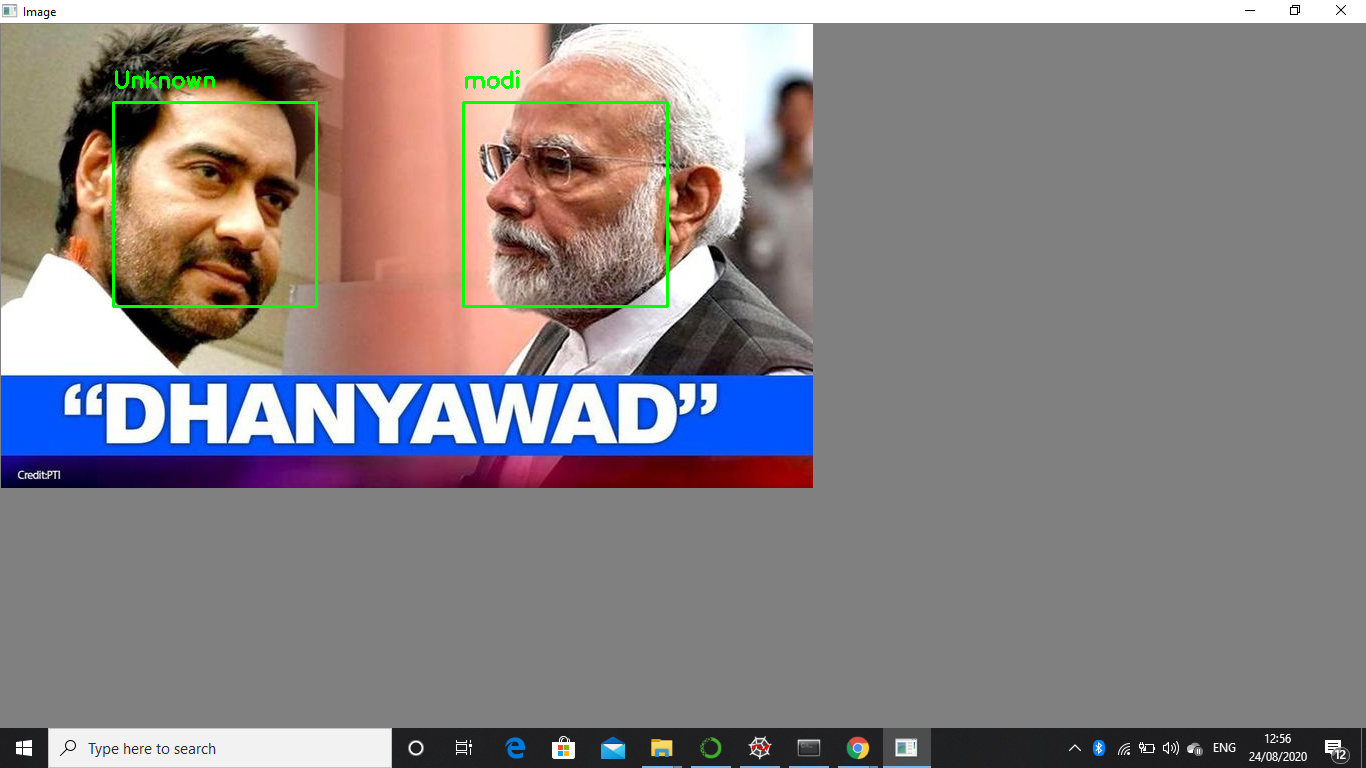 Image
Unknown
modi
“DHANYAWAD”
Credit:PTI
Type here to search
ENG
12:56
24/08/2020
12